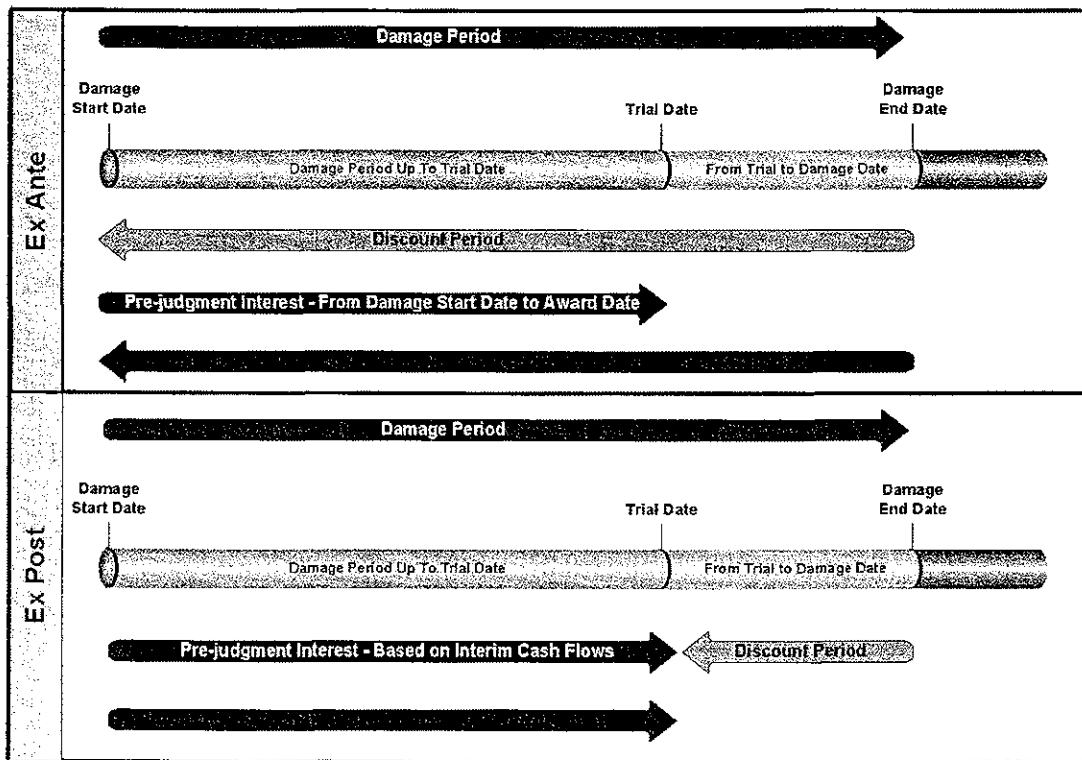 Ex Ante
Damage Period
Damage
Start Date
Trial Date
Damage
End Date
Damage Period Up To Trial Date
From Trial to Damage Date
Discount Period
Pre-judgment Interest - From Damage Start Date to Award Date
Ex Post
Damage Period
Damage
Start Date
Trial Date
Damage
End Date
Damage Period Up To Trial Date
From Trial to Damage Date
Pre-judgment Interest - Based on Interim Cash Flows
Discount Period